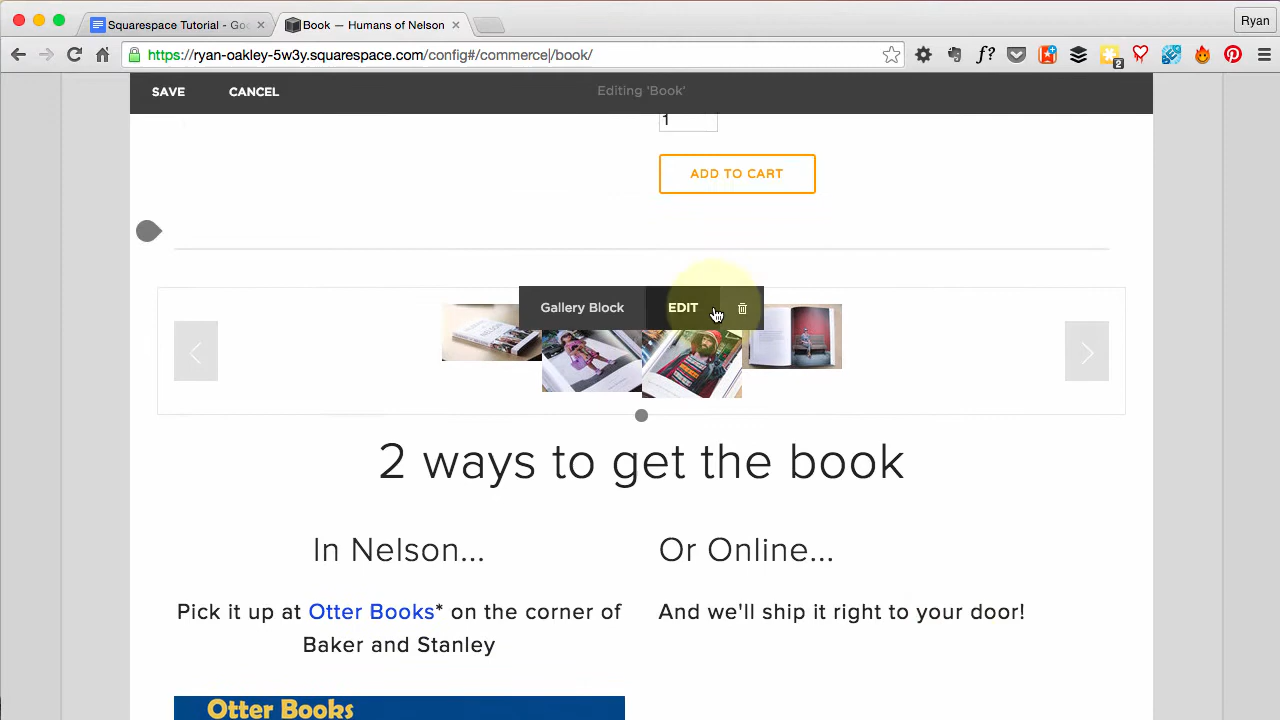 Squarespace Tutorial - Goo
Book — Humans of Nelson
Ryan
https://ryan-oakley-5w3y.squarespace.com/config#/commerce/book/
f?
2
SAVE
CANCEL
Editing 'Book'
1
ADD TO CART
Gallery Block
EDIT
2 ways to get the book
In Nelson...
Or Online...
Pick it up at Otter Books* on the corner of
Baker and Stanley
And we'll ship it right to your door!
Otter Books